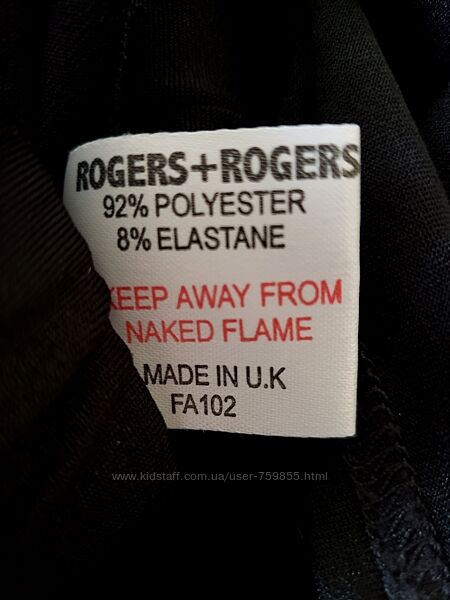 ROGERS+ROGERS
92% POLYESTER
8% ELASTANE
KEEP AWAY FROM
NAKED FLAME
MADE IN U.K
FA102
www.kidstaff.com.ua/user-759855.html